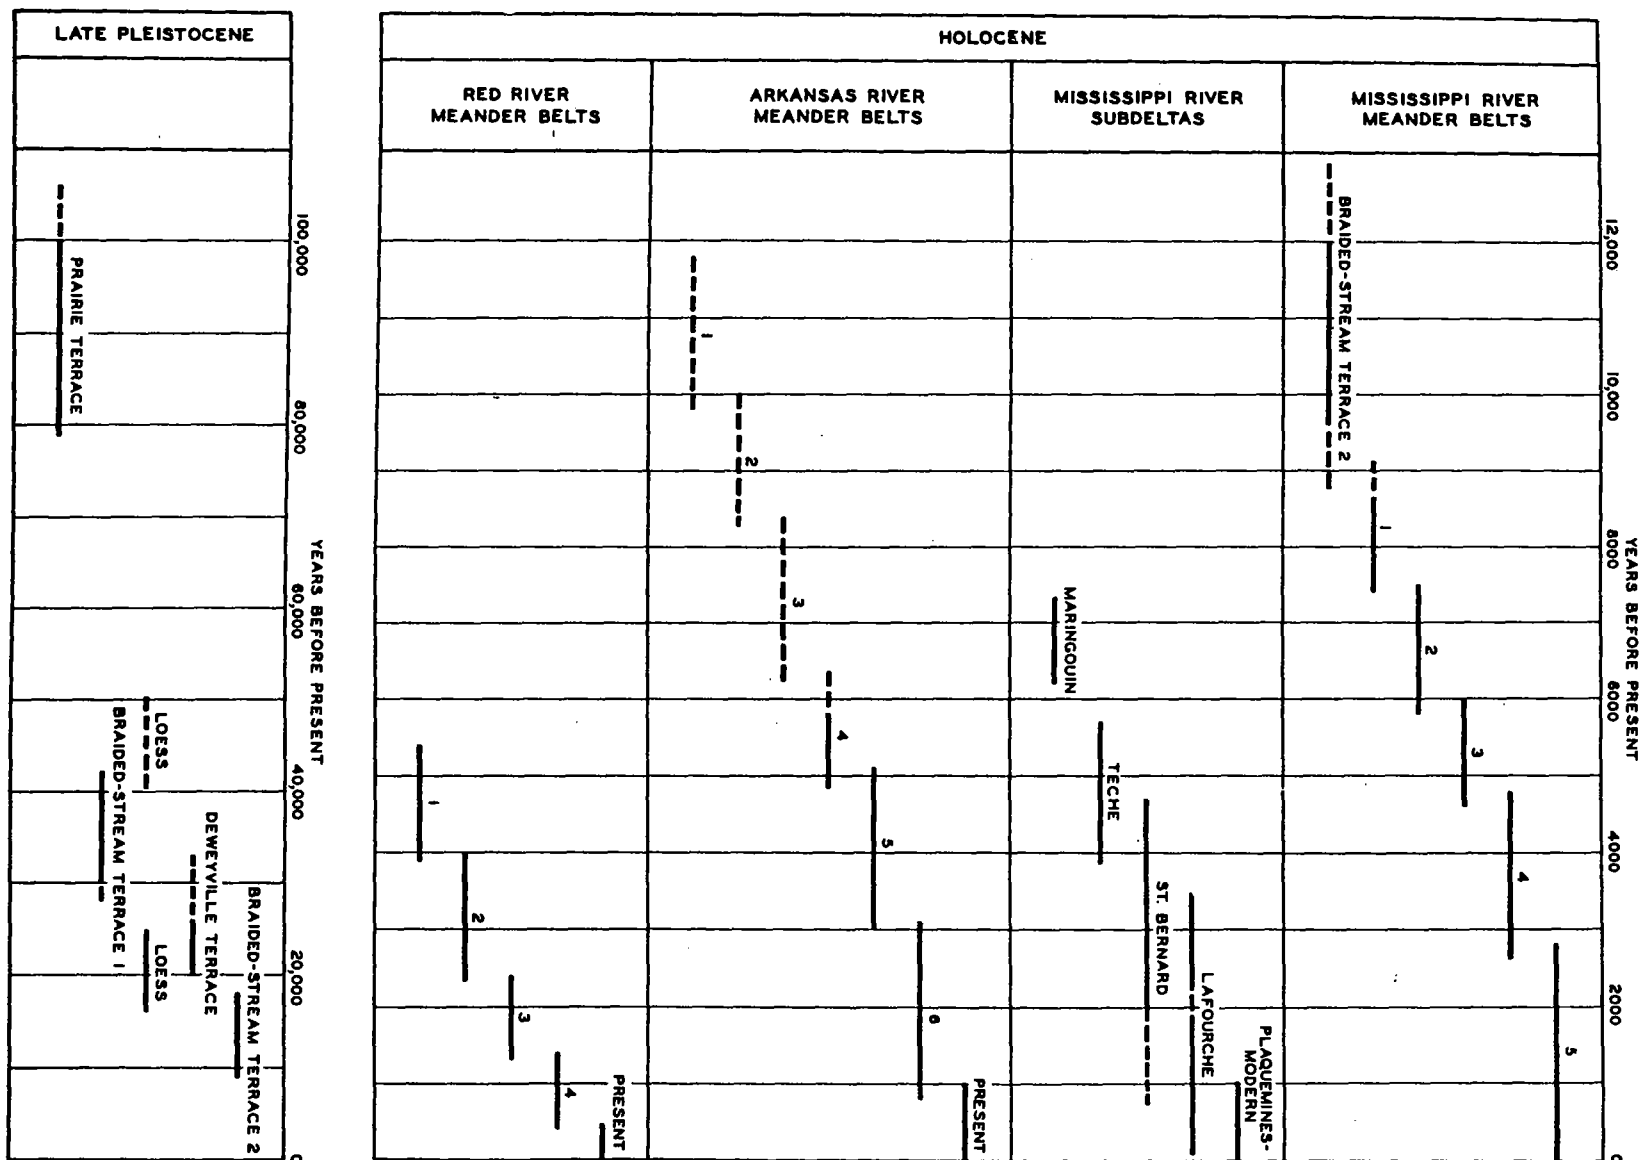 LATE PLEISTOCENE
HOLOCENE
RED RIVER
MEANDER BELTS
ARKANSAS RIVER
MEANDER BELTS
MISSISSIPPI RIVER
SUBDELTAS
MISSISSIPPI RIVER
MEANDER BELTS
PRAIRIE TERRACE
LOESS
BRAIDED-STREAM TERRACE 1
LOESS
DEWEYVILLE TERRACE
BRAIDED-STREAM TERRACE 2
100,000
80,000
60,000
40,000
20,000
0
YEARS BEFORE PRESENT
1
2
3
4
PRESENT
1
2
3
4
5
6
PRESENT
MARINGOUIN
TECHE
ST. BERNARD
LAFOURCHE
PLAQUEMINES-
MODERN
BRAIDED-STREAM TERRACE 2
1
2
3
4
5
12,000
10,000
8000
6000
4000
2000
0
YEARS BEFORE PRESENT